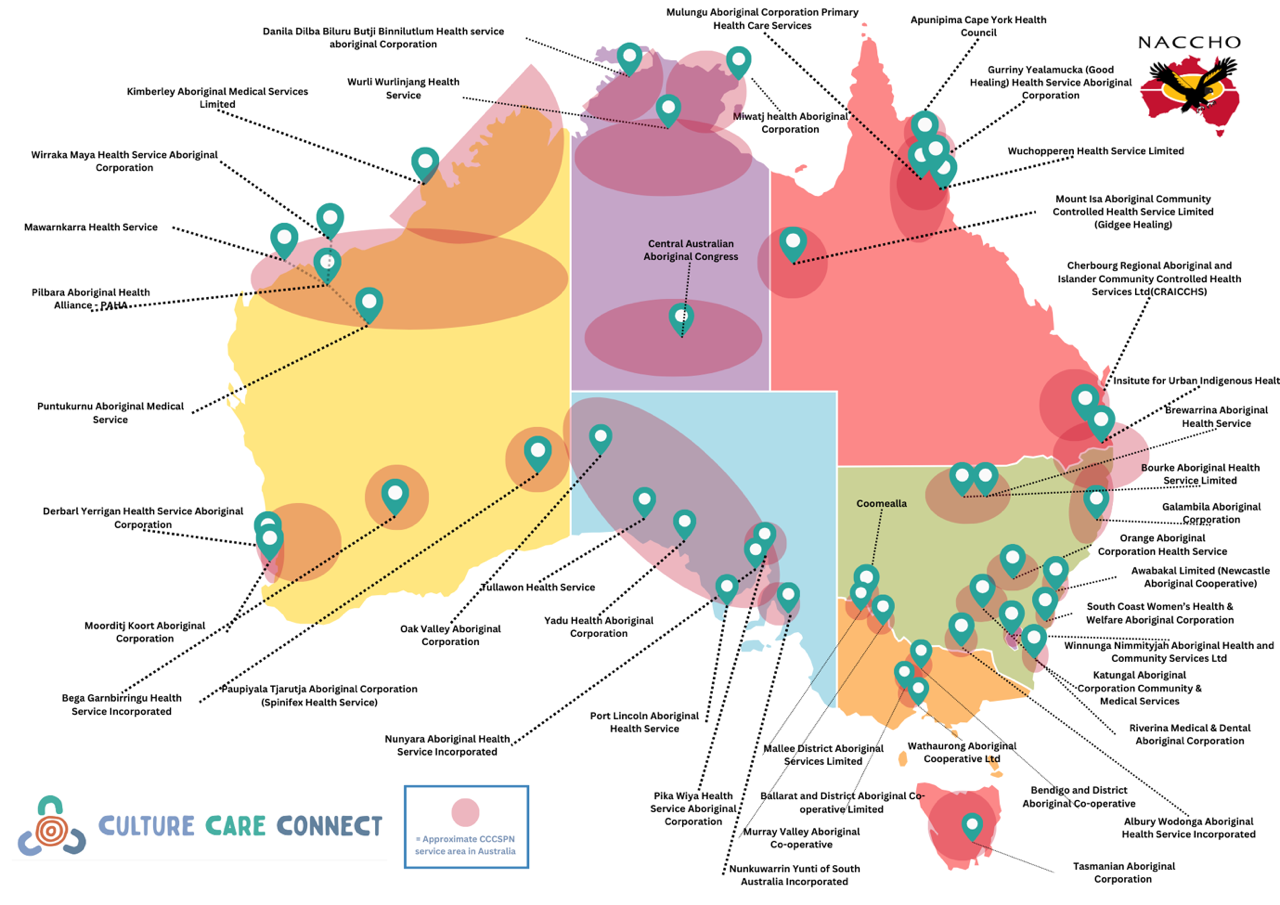 Mulungu Aboriginal Corporation Primary
Health Care Services
Apunipima Cape York Health
Council
Danila Dilba Biluru Butji Binnilutlum Health service
aboriginal Corporation
NACCHO
Wurli Wurlinjang Health
Service
Gurriny Yealamucka (Good
Healing) Health Service Aboriginal
Corporation
Kimberley Aboriginal Medical Services
Limited
Miwatj health Aboriginal
Corporation
Wirraka Maya Health Service Aboriginal
Corporation
Wuchopperen Health Service Limited
Mawarnkarra Health Service
Mount Isa Aboriginal Community
Controlled Health Service Limited
(Gidgee Healing)
Central Australian
Aboriginal Congress
Cherbourg Regional Aboriginal and
Islander Community Controlled Health
Services Ltd(CRAICCHS)
Pilbara Aboriginal Health
Alliance - PAHA
Insitute for Urban Indigenous Healt
Puntukurnu Aboriginal Medical
Service
Brewarrina Aboriginal
Health Service
Bourke Aboriginal Health
Service Limited
Coomealla
Derbarl Yerrigan Health Service Aboriginal
Corporation
Galambila Aboriginal
Corporation
Orange Aboriginal
Corporation Health Service
Awabakal Limited (Newcastle
Aboriginal Cooperative)
Tullawon Health Service
South Coast Women's Health &
Welfare Aboriginal Corporation
Moorditj Koort Aboriginal
Corporation
Oak Valley Aboriginal
Corporation
Yadu Health Aboriginal
Corporation
Winnunga Nimmityjah Aboriginal Health and
Community Services Ltd
Katungal Aboriginal
Corporation Community &
Medical Services
Bega Garnbirringu Health
Service Incorporated
Paupiyala Tjarutja Aboriginal Corporation
(Spinifex Health Service)
Port Lincoln Aboriginal
Health Service
Riverina Medical & Dental
Aboriginal Corporation
Nunyara Aboriginal Health
Service Incorporated
Mallee District Aboriginal
Services Limited
Wathaurong Aboriginal
Cooperative Ltd
Pika Wiya Health
Service Aboriginal
Corporation
Ballarat and District Aboriginal Co-
operative Limited
Bendigo and District
Aboriginal Co-operative
Albury Wodonga Aboriginal
Health Service Incorporated
Murray Valley Aboriginal
Co-operative
Nunkuwarrin Yunti of South
Australia Incorporated
Tasmanian Aboriginal
Corporation
CULTURE CARE CONNECT
= Approximate CCCSPN
service area in Australia